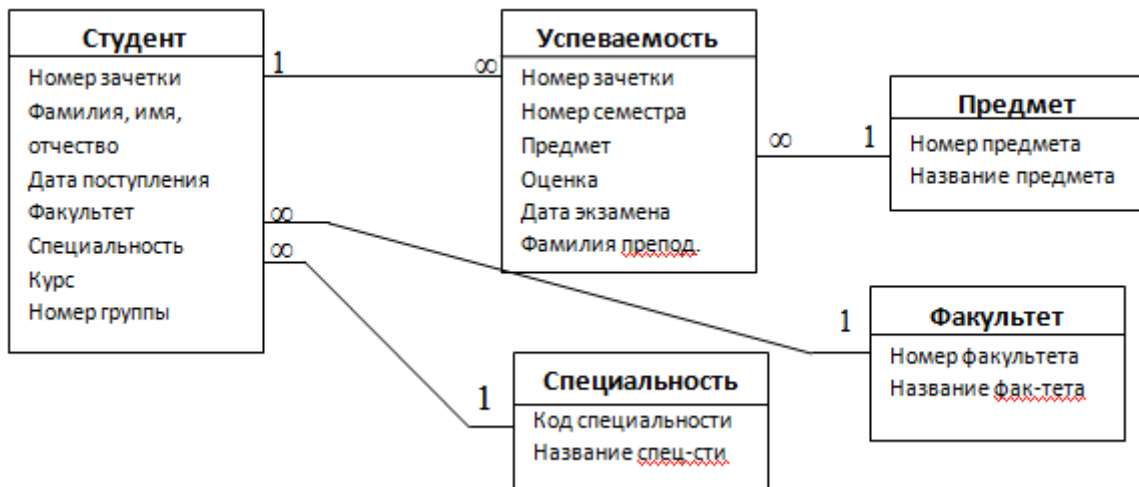 Студент
Номер зачетки
Фамилия, имя,
отчество
Дата поступления
Факультет
Специальность
Курс
Номер группы
1
∞
Успеваемость
Номер зачетки
Номер семестра
Предмет
Оценка
Дата экзамена
Фамилия препод.
∞
1
Предмет
Номер предмета
Название предмета
∞
∞
1
Факультет
Номер факультета
Название фак-тета
1
Специальность
Код специальности
Название спец-сти